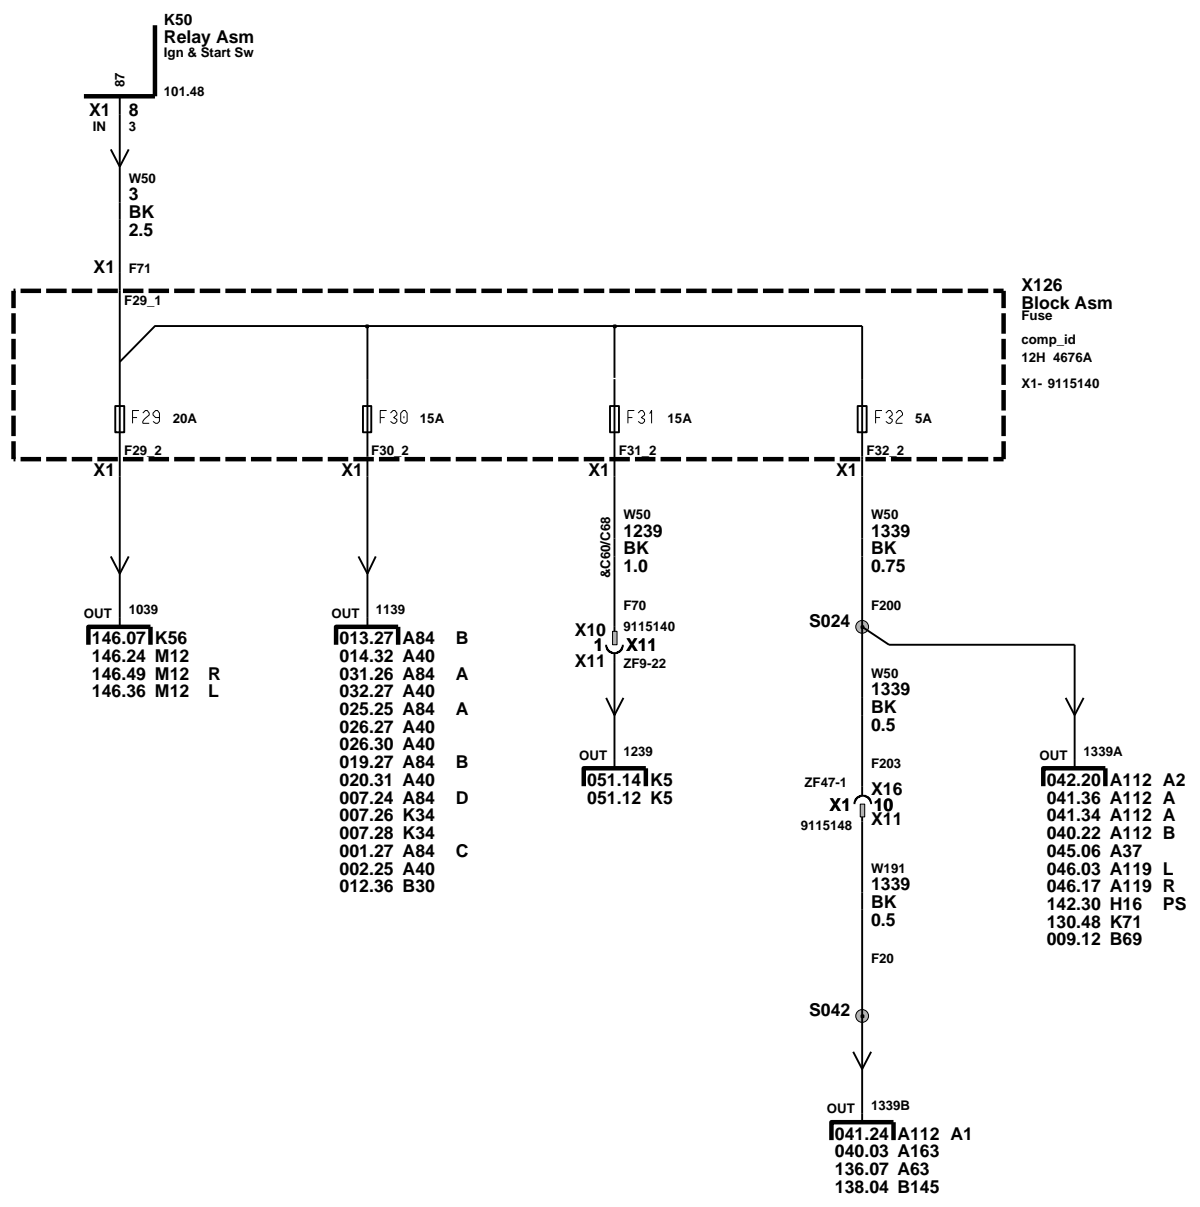 K50
Relay Asm
Ign & Start Sw
87
101.48
X1 8
IN 3
W50
3
BK
2.5
X1 F71
F29_1
X126
Block Asm
Fuse
comp_id
12H 4676A
X1- 9115140
F29 20A
F30 15A
F31 15A
F32 5A
F29_2
F30_2
F31_2
F32_2
X1
X1
X1
X1
&C60/C68
W50
1239
BK
1.0
W50
1339
BK
0.75
OUT 1039
146.07 K56
146.24 M12
146.49 M12 R
146.36 M12 L
OUT 1139
013.27 A84 B
014.32 A40
031.26 A84 A
032.27 A40
025.25 A84 A
026.27 A40
026.30 A40
019.27 A84 B
020.31 A40
007.24 A84 D
007.26 K34
007.28 K34
001.27 A84 C
002.25 A40
012.36 B30
F70
X10 9115140
1 X11
X11 ZF9-22
OUT 1239
051.14 K5
051.12 K5
F200
S024
W50
1339
BK
0.5
F203
ZF47-1 X16
X1 10
9115148 X11
W191
1339
BK
0.5
F20
S042
OUT 1339B
041.24 A112 A1
040.03 A163
136.07 A63
138.04 B145
OUT 1339A
042.20 A112 A2
041.36 A112 A
041.34 A112 A
040.22 A112 B
045.06 A37
046.03 A119 L
046.17 A119 R
142.30 H16 PS
130.48 K71
009.12 B69